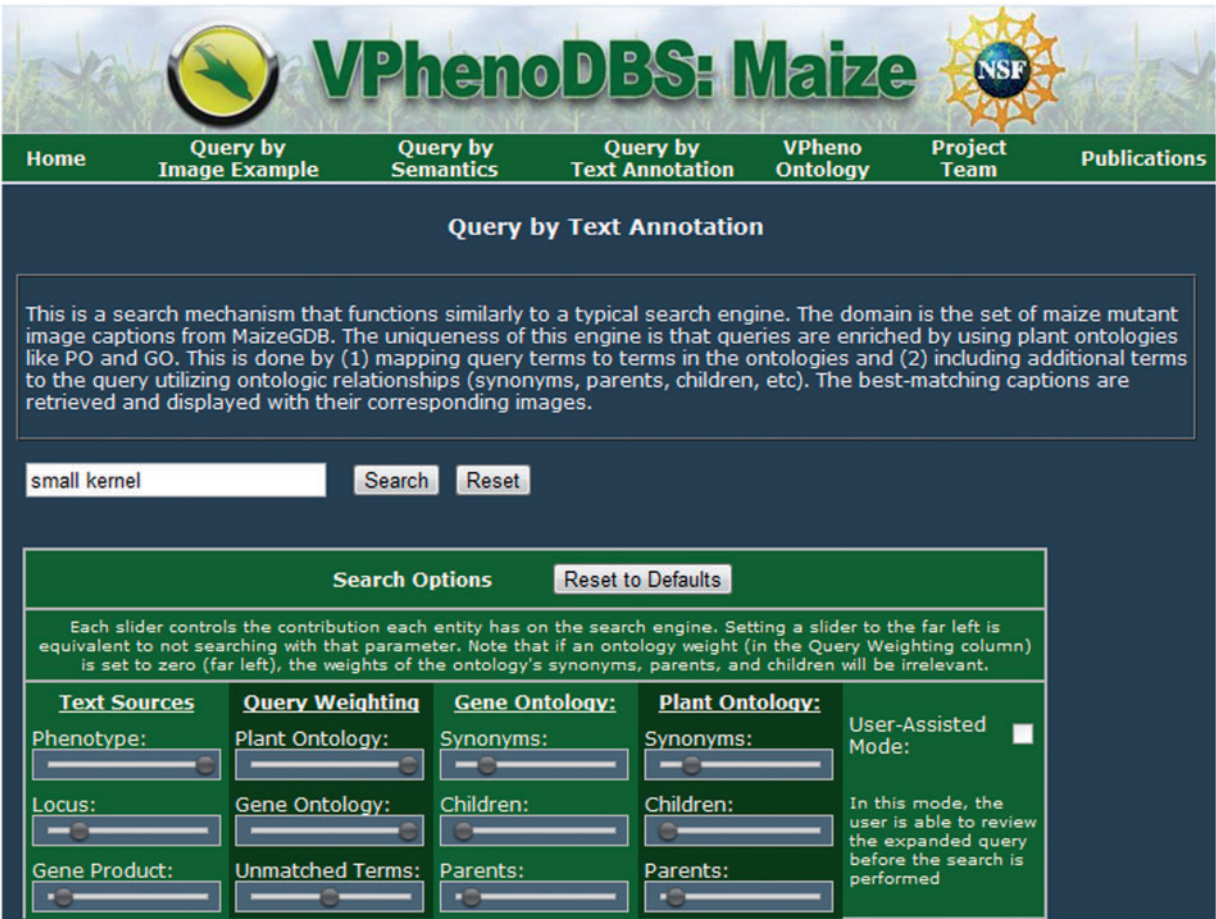 VPhenoDBS: Maize
NSF
Home
Query by Image Example
Query by Semantics
Query by Text Annotation
VPheno Ontology
Project Team
Publications
Query by Text Annotation
This is a search mechanism that functions similarly to a typical search engine. The domain is the set of maize mutant
image captions from MaizeGDB. The uniqueness of this engine is that queries are enriched by using plant ontologies
like PO and GO. This is done by (1) mapping query terms to terms in the ontologies and (2) including additional terms
to the query utilizing ontologic relationships (synonyms, parents, children, etc). The best-matching captions are
retrieved and displayed with their corresponding images.
small kernel
Search
Reset
Search Options
Reset to Defaults
Each slider controls the contribution each entity has on the search engine. Setting a slider to the far left is
equivalent to not searching with that parameter. Note that if an ontology weight (in the Query Weighting column)
is set to zero (far left), the weights of the ontology's synonyms, parents, and children will be irrelevant.
Text Sources
Phenotype:
Locus:
Gene Product:
Query Weighting
Plant Ontology:
Gene Ontology:
Unmatched Terms:
Gene Ontology:
Synonyms:
Children:
Parents:
Plant Ontology:
Synonyms:
Children:
Parents:
User-Assisted
Mode:
In this mode, the
user is able to review
the expanded query
before the search is
performed